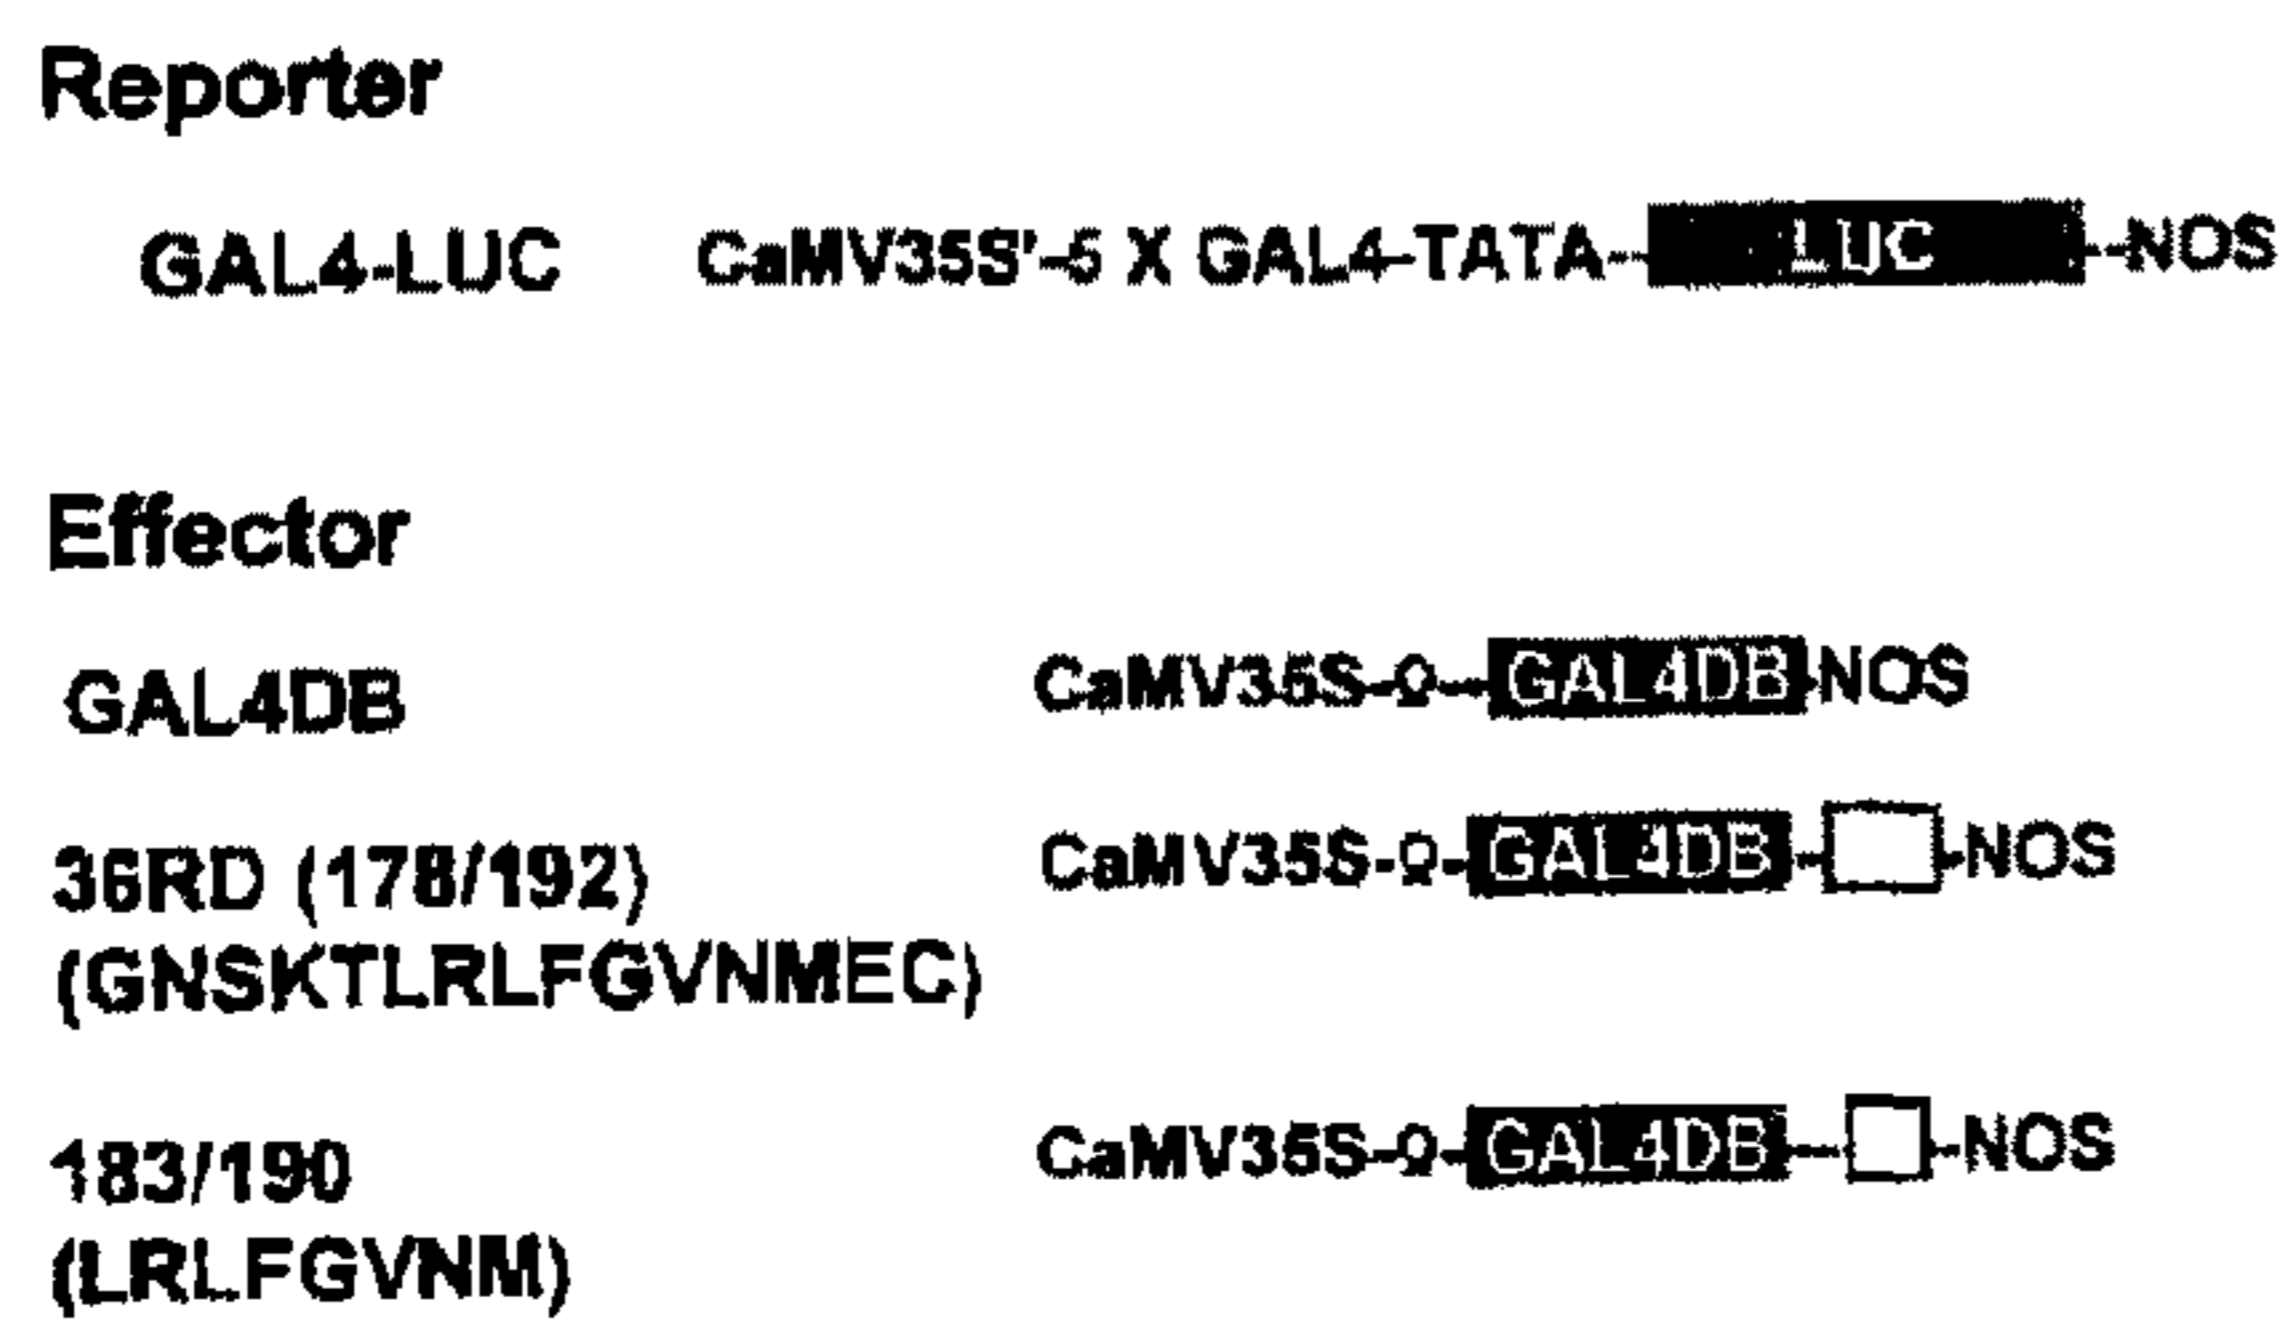 Reporter
GAL4-LUC CaMV35S'-5 X GAL4-TATA--LUC--NOS
Effector
GAL4DB CaMV35S-Ω--GAL4DB-NOS
36RD (178/192) CaMV35S-Ω-GAL4DB--NOS
(GNSKTLRLFGVNMEC)
183/190 CaMV35S-Ω-GAL4DB---NOS
(LRLFGVNM)